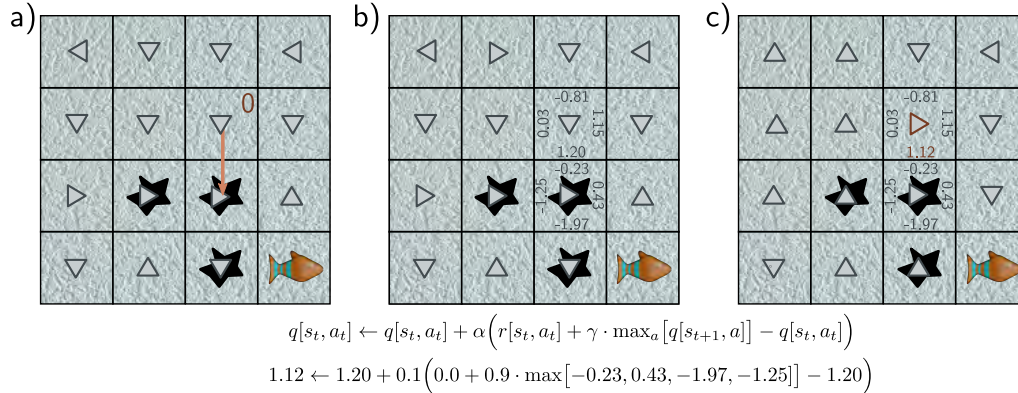 a) b) c)
0
-0.81 -0.81
0.03 1.15 0.03 1.15
1.20 1.12
-0.23 -0.23
-1.25 0.43 -1.25 0.43
-1.97 -1.97
q[s_t, a_t] ← q[s_t, a_t] + α(r[s_t, a_t] + γ · max_a[q[s_{t+1}, a]] − q[s_t, a_t])
1.12 ← 1.20 + 0.1(0.0 + 0.9 · max[−0.23, 0.43, −1.97, −1.25]] − 1.20)